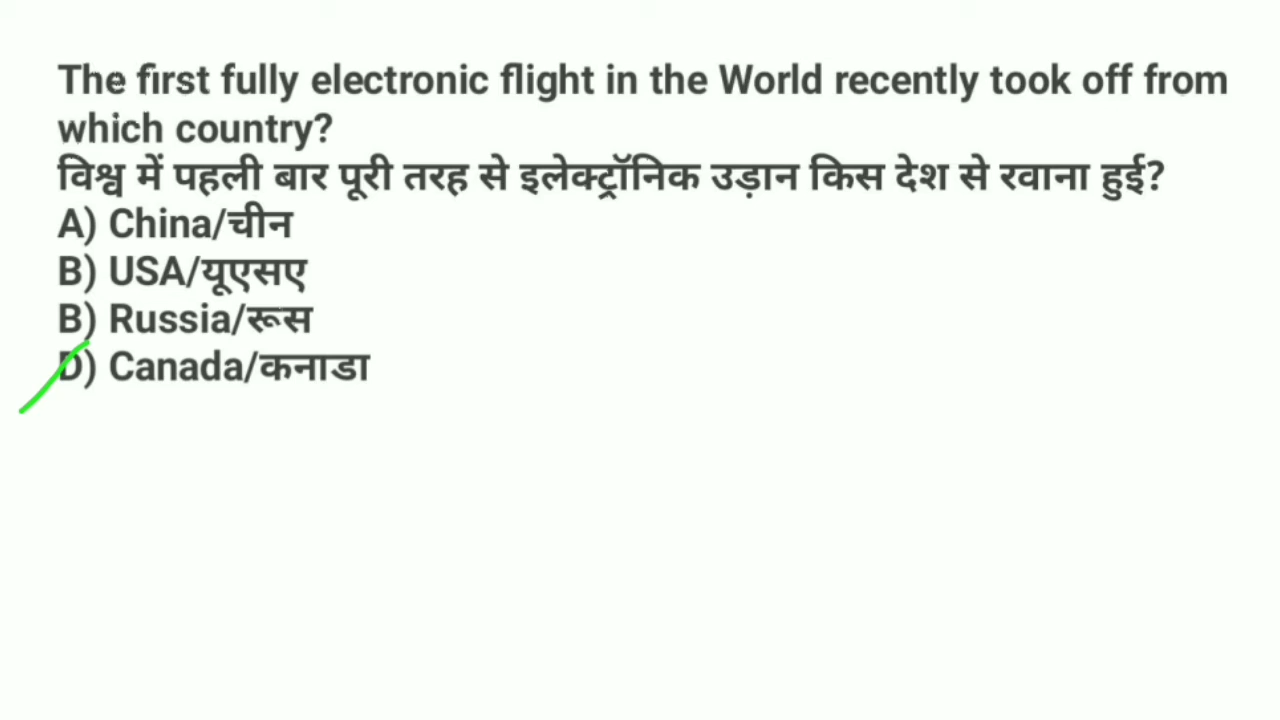 The first fully electronic flight in the World recently took off from
which country?
विश्व में पहली बार पूरी तरह से इलेक्ट्रॉनिक उड़ान किस देश से रवाना हुई?
A) China/चीन
B) USA/यूएसए
B) Russia/रूस
D) Canada/कनाडा